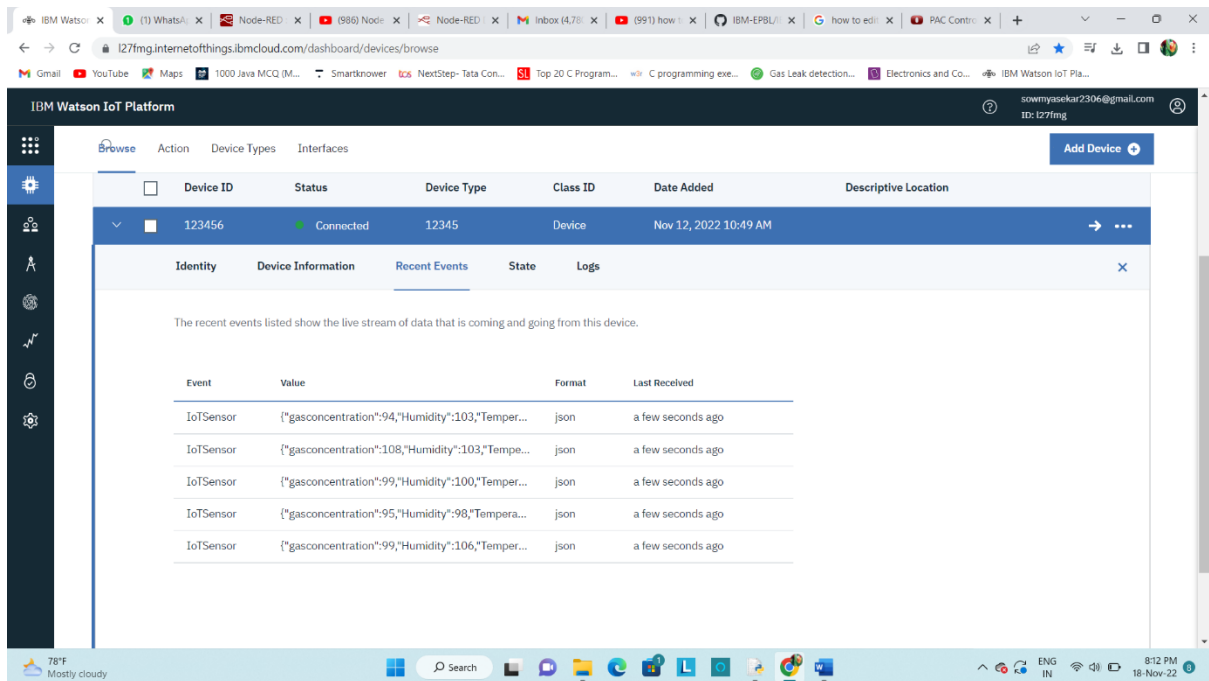 IBM Watson
(1) WhatsA
Node-RED
(986) Node
Node-RED
Inbox (4,78
(991) how t
IBM-EPBL/I
how to edit
PAC Contro
l27fmg.internetofthings.ibmcloud.com/dashboard/devices/browse
Gmail YouTube Maps 1000 Java MCQ (M... Smartknower NextStep- Tata Con... Top 20 C Program... C programming exe... Gas Leak detection... Electronics and Co... IBM Watson IoT Pla...
IBM Watson IoT Platform
sowmyasekar2306@gmail.com
ID: l27fmg
Browse Action Device Types Interfaces Add Device
Device ID Status Device Type Class ID Date Added Descriptive Location
123456 Connected 12345 Device Nov 12, 2022 10:49 AM
Identity Device Information Recent Events State Logs
The recent events listed show the live stream of data that is coming and going from this device.
Event Value Format Last Received
IoTSensor {"gasconcentration":94,"Humidity":103,"Temper... json a few seconds ago
IoTSensor {"gasconcentration":108,"Humidity":103,"Tempe... json a few seconds ago
IoTSensor {"gasconcentration":99,"Humidity":100,"Temper... json a few seconds ago
IoTSensor {"gasconcentration":95,"Humidity":98,"Tempera... json a few seconds ago
IoTSensor {"gasconcentration":99,"Humidity":106,"Temper... json a few seconds ago
78°F
Mostly cloudy
Search
ENG
IN
8:12 PM
18-Nov-22